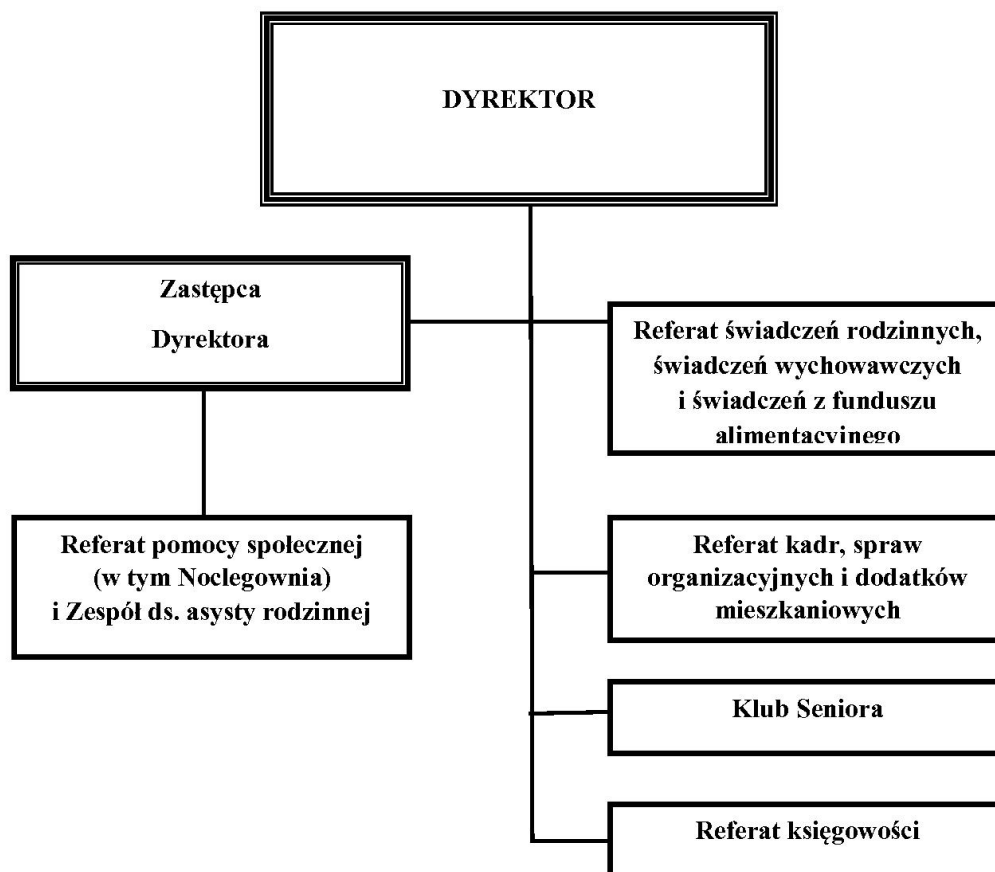 DYREKTOR
Zastępca
Dyrektora
Referat świadczeń rodzinnych,
świadczeń wychowawczych
i świadczeń z funduszu
alimentacyjnego
Referat pomocy społecznej
(w tym Noclegownia)
i Zespół ds. asysty rodzinnej
Referat kadr, spraw
organizacyjnych i dodatków
mieszkaniowych
Klub Seniora
Referat księgowości